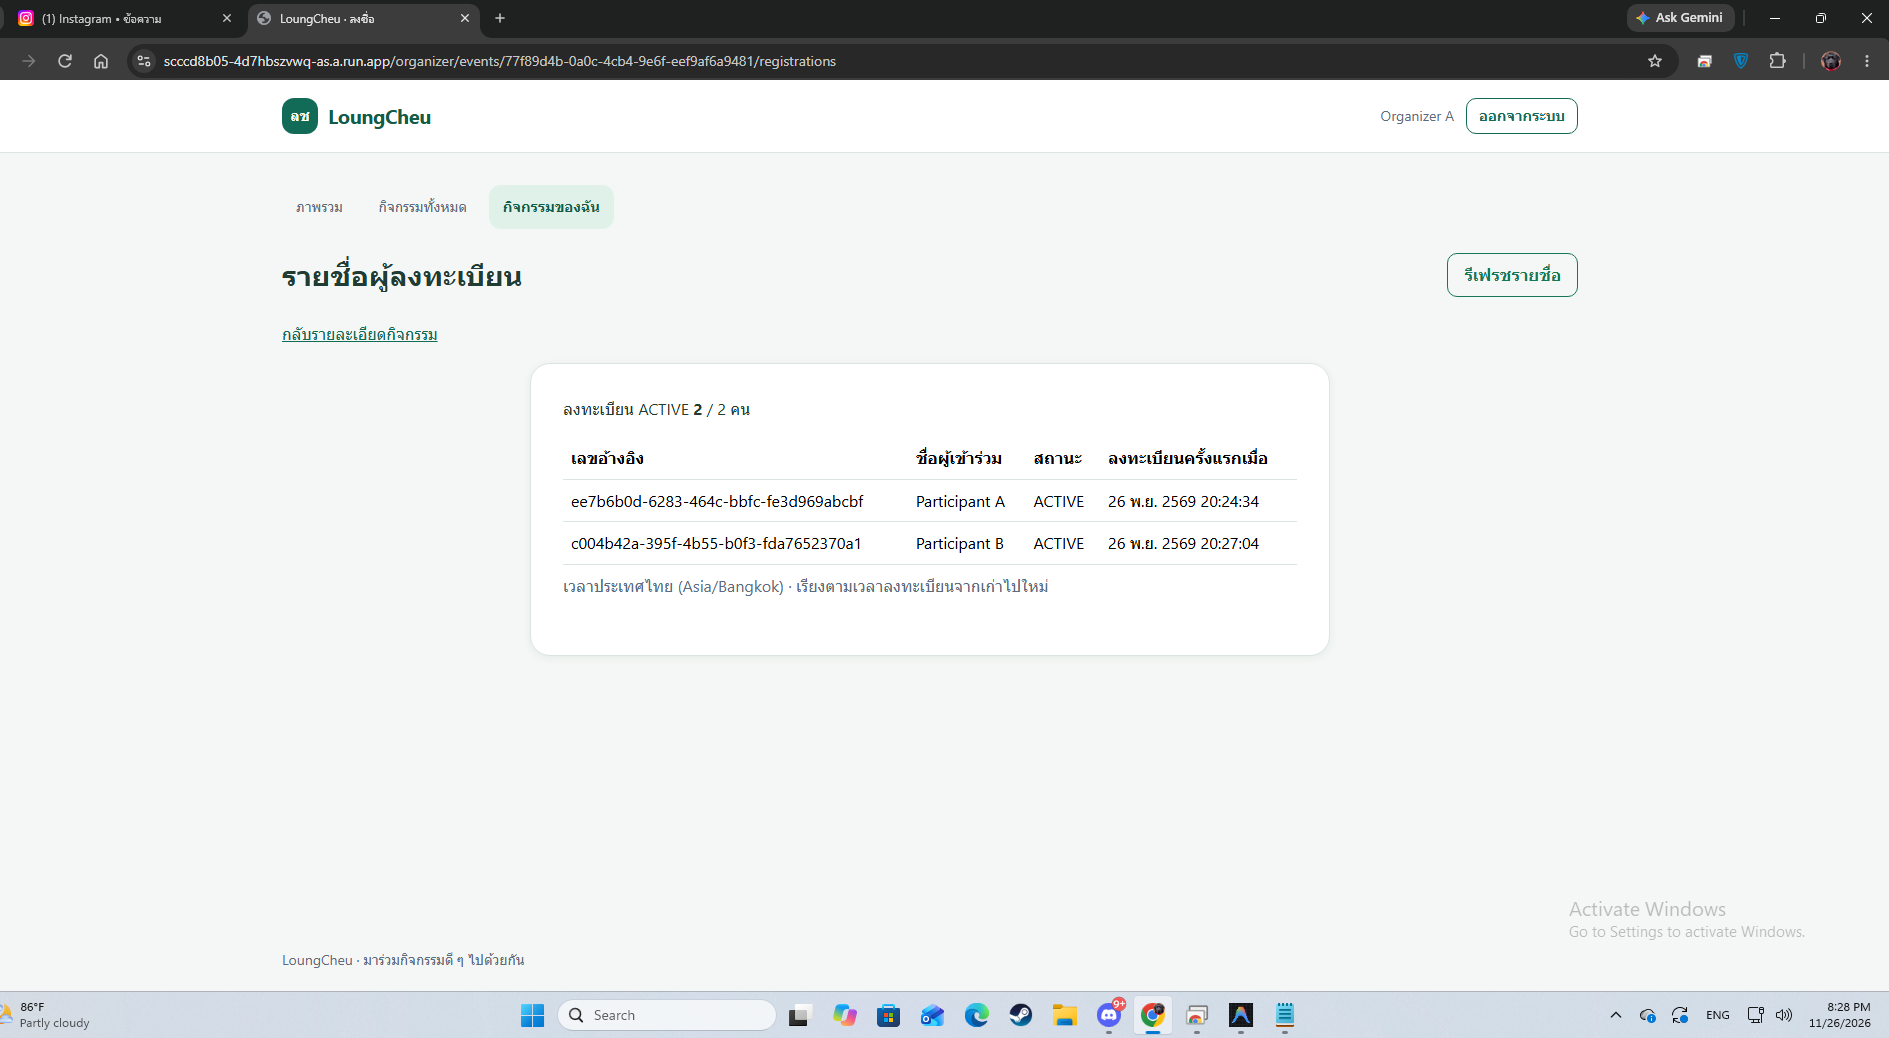 (1) Instagram • ข้อความ
LoungCheu · ลงชื่อ
Ask Gemini
scccd8b05-4d7hbszvwq-as.a.run.app/organizer/events/77f89d4b-0a0c-4cb4-9e6f-eef9af6a9481/registrations
ลช LoungCheu
Organizer A
ออกจากระบบ
ภาพรวม
กิจกรรมทั้งหมด
กิจกรรมของฉัน
รายชื่อผู้ลงทะเบียน
รีเฟรชรายชื่อ
กลับรายละเอียดกิจกรรม
ลงทะเบียน ACTIVE 2 / 2 คน
เลขอ้างอิง ชื่อผู้เข้าร่วม สถานะ ลงทะเบียนครั้งแรกเมื่อ
ee7b6b0d-6283-464c-bbfc-fe3d969abcbf Participant A ACTIVE 26 พ.ย. 2569 20:24:34
c004b42a-395f-4b55-b0f3-fda7652370a1 Participant B ACTIVE 26 พ.ย. 2569 20:27:04
เวลาประเทศไทย (Asia/Bangkok) · เรียงตามเวลาลงทะเบียนจากเก่าไปใหม่
Activate Windows
Go to Settings to activate Windows.
LoungCheu · มาร่วมกิจกรรมดี ๆ ไปด้วยกัน
86°F
Partly cloudy
Search
9+
ENG
8:28 PM
11/26/2026